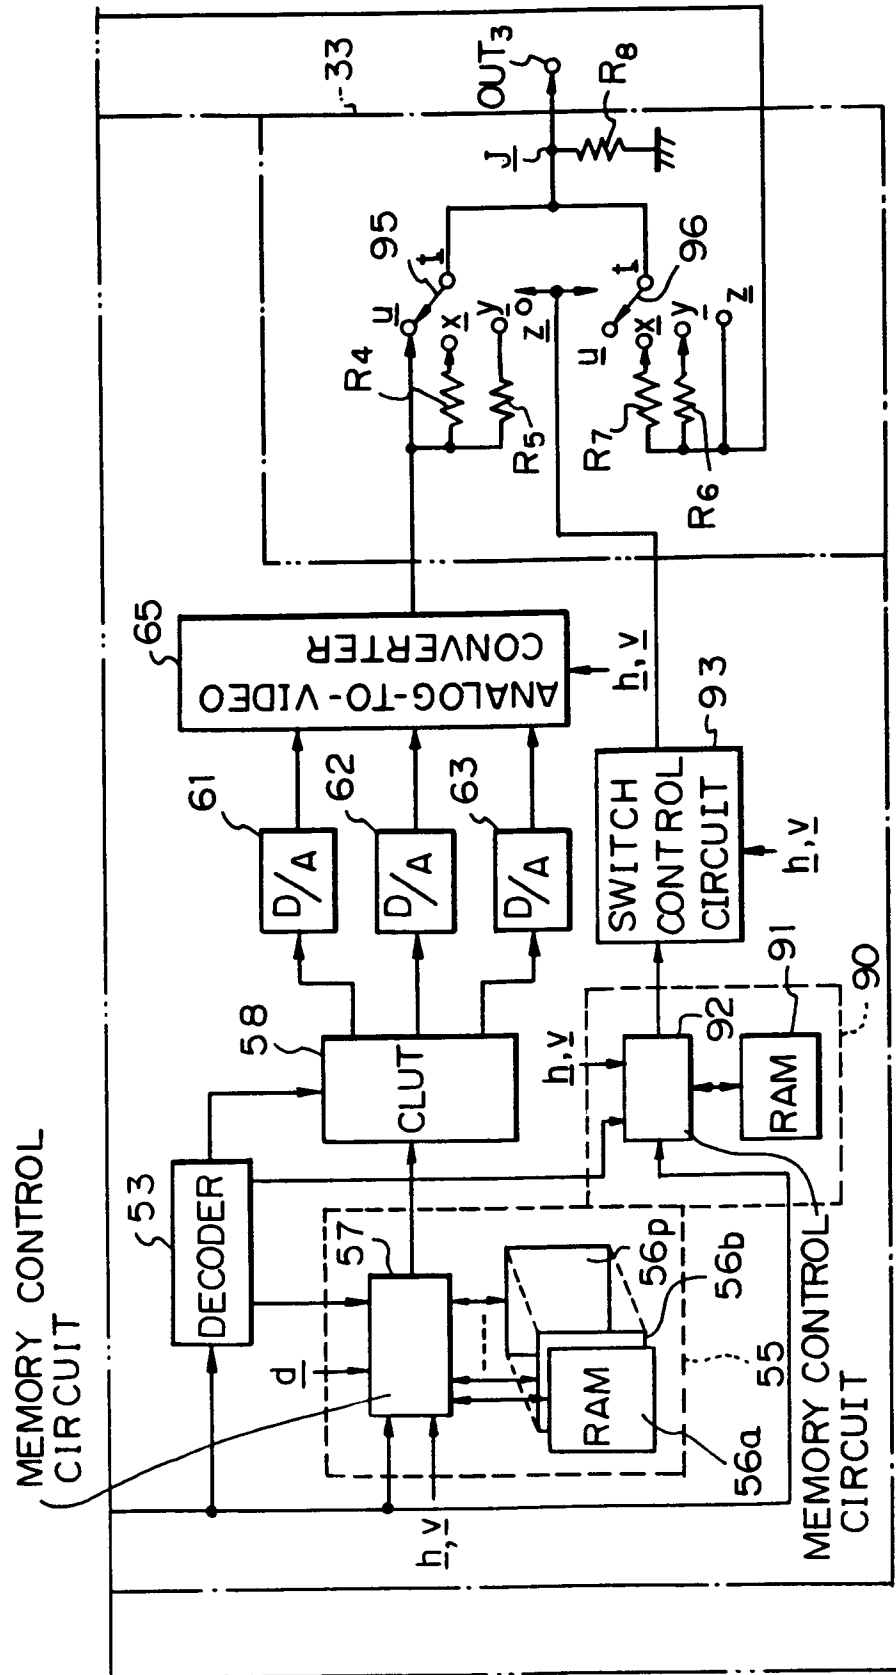 MEMORY CONTROL
CIRCUIT
53
DECODER
58
CLUT
61
D/A
62
D/A
63
D/A
65
ANALOG-TO-VIDEO
CONVERTER
h, v
33
OUT3
J
R8
95
t
u
x
R4
y
R5
z
t
96
u
x
R7
y
R6
z
57
d
h, v
RAM
56a
56b
56p
55
h, v
92
RAM
91
90
MEMORY CONTROL
CIRCUIT
SWITCH
CONTROL
CIRCUIT
93
h, v